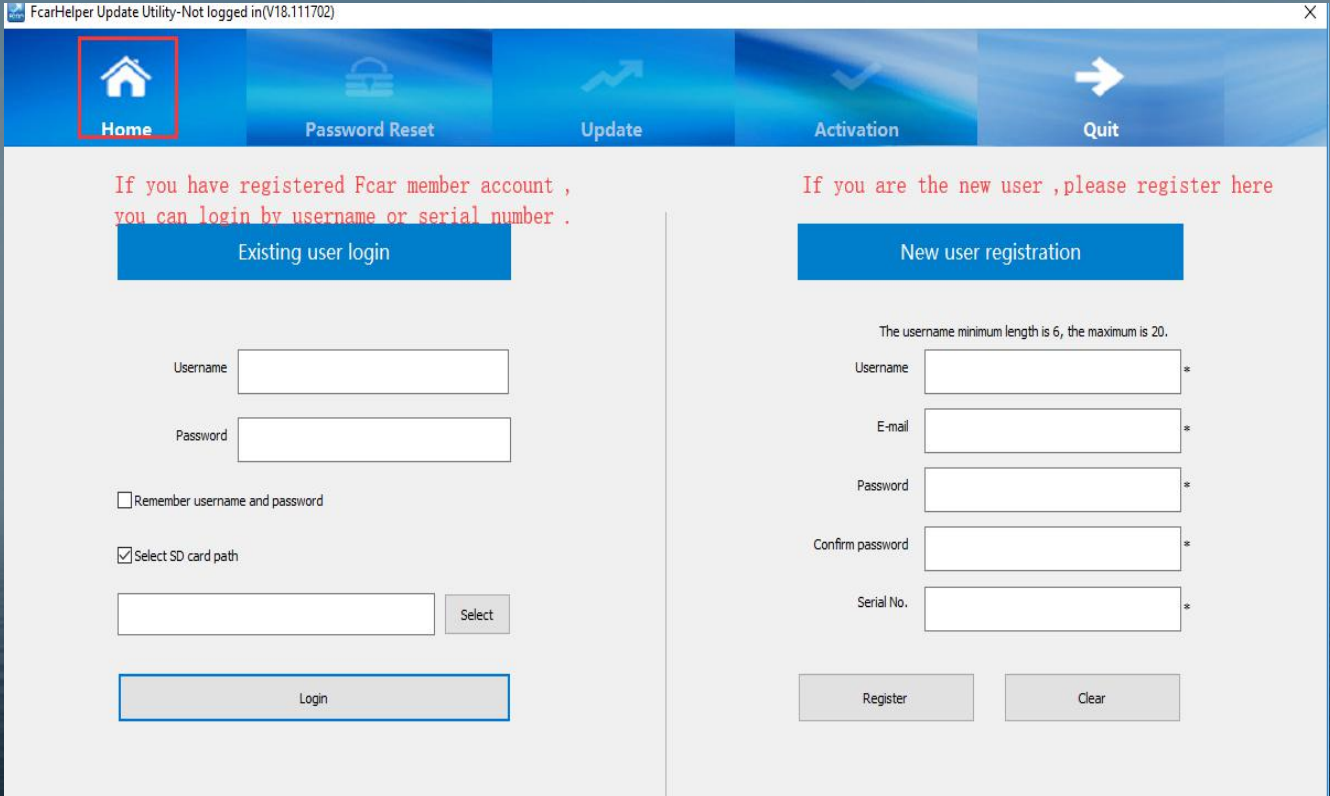 FcarHelper Update Utility-Not logged in(V18.111702)
X
Home
Password Reset
Update
Activation
Quit
If you have registered Fcar member account ,
you can login by username or serial number .
Existing user login
Username
Password
Remember username and password
Select SD card path
Select
Login
If you are the new user ,please register here
New user registration
The username minimum length is 6, the maximum is 20.
Username *
E-mail *
Password *
Confirm password *
Serial No. *
Register
Clear